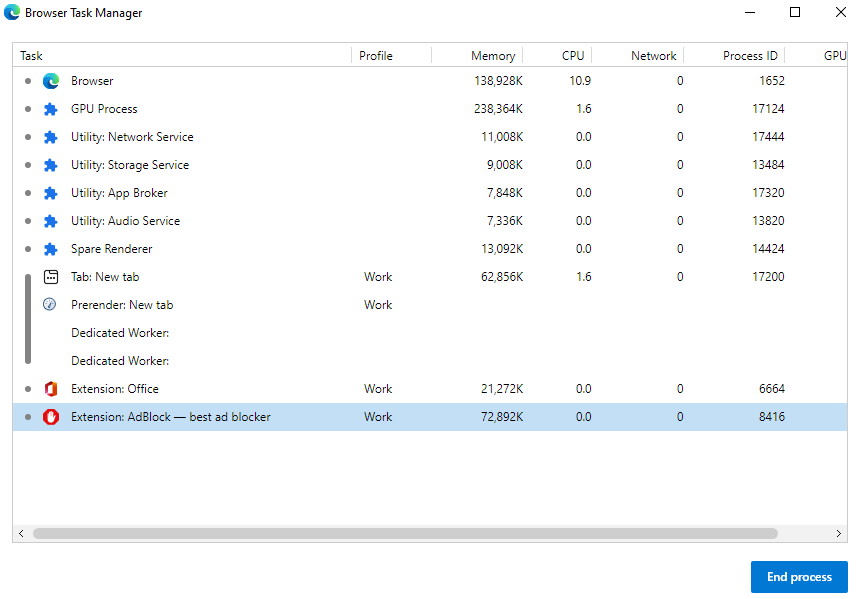 Browser Task Manager
Task Profile Memory CPU Network Process ID GPU
Browser 138,928K 10.9 0 1652
GPU Process 238,364K 1.6 0 17124
Utility: Network Service 11,008K 0.0 0 17444
Utility: Storage Service 9,008K 0.0 0 13484
Utility: App Broker 7,848K 0.0 0 17320
Utility: Audio Service 7,336K 0.0 0 13820
Spare Renderer 13,092K 0.0 0 14424
Tab: New tab Work 62,856K 1.6 0 17200
Prerender: New tab Work
Dedicated Worker:
Dedicated Worker:
Extension: Office Work 21,272K 0.0 0 6664
Extension: AdBlock — best ad blocker Work 72,892K 0.0 0 8416
End process